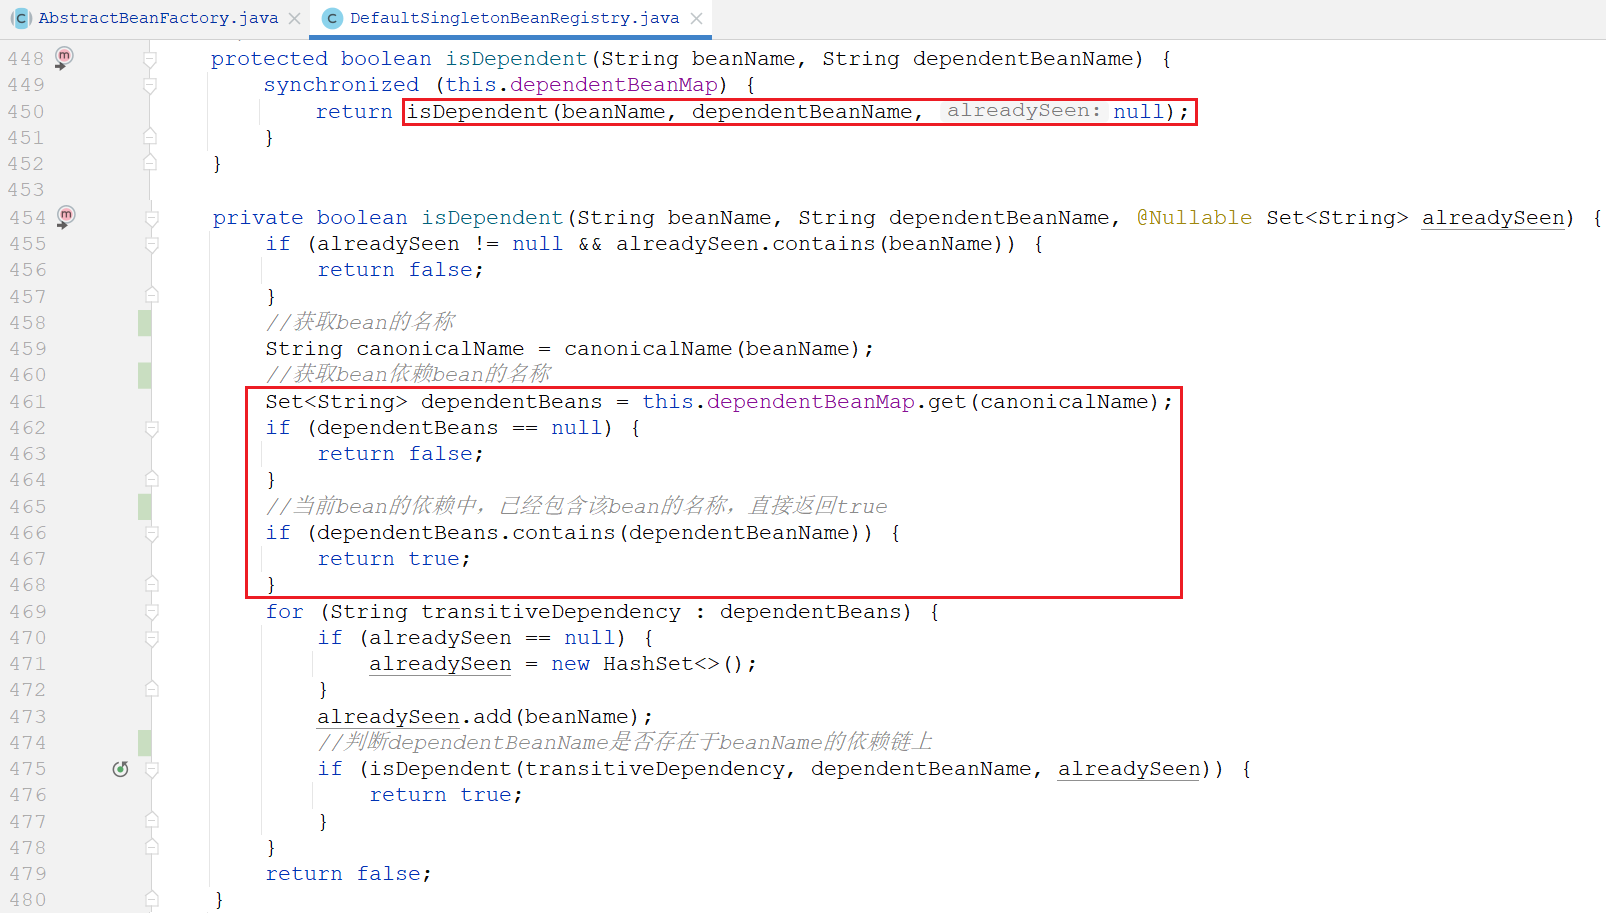 AbstractBeanFactory.java DefaultSingletonBeanRegistry.java
448 protected boolean isDependent(String beanName, String dependentBeanName) {
449 synchronized (this.dependentBeanMap) {
450 return isDependent(beanName, dependentBeanName, alreadySeen: null);
451 }
452 }
453
454 private boolean isDependent(String beanName, String dependentBeanName, @Nullable Set<String> alreadySeen) {
455 if (alreadySeen != null && alreadySeen.contains(beanName)) {
456 return false;
457 }
458 //获取bean的名称
459 String canonicalName = canonicalName(beanName);
460 //获取bean依赖bean的名称
461 Set<String> dependentBeans = this.dependentBeanMap.get(canonicalName);
462 if (dependentBeans == null) {
463 return false;
464 }
465 //当前bean的依赖中，已经包含该bean的名称，直接返回true
466 if (dependentBeans.contains(dependentBeanName)) {
467 return true;
468 }
469 for (String transitiveDependency : dependentBeans) {
470 if (alreadySeen == null) {
471 alreadySeen = new HashSet<>();
472 }
473 alreadySeen.add(beanName);
474 //判断dependentBeanName是否存在于beanName的依赖链上
475 if (isDependent(transitiveDependency, dependentBeanName, alreadySeen)) {
476 return true;
477 }
478 }
479 return false;
480 }